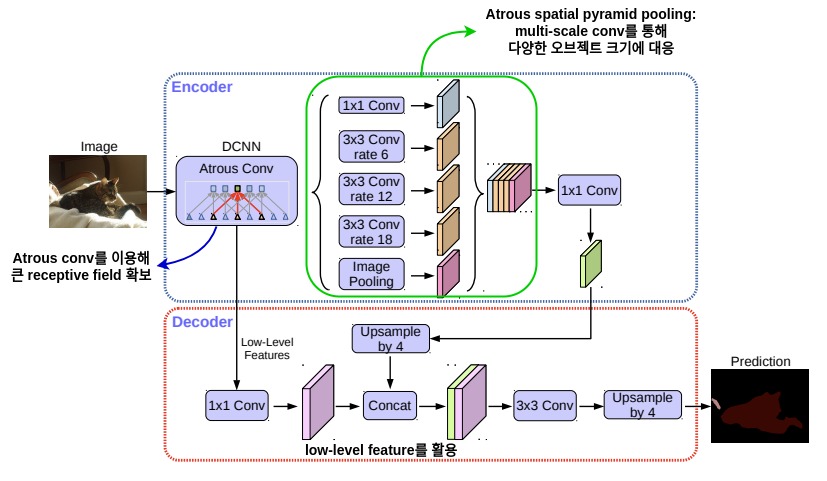 Atrous spatial pyramid pooling:
multi-scale conv를 통해
다양한 오브젝트 크기에 대응
Encoder
Image
DCNN
Atrous Conv
1x1 Conv
3x3 Conv
rate 6
3x3 Conv
rate 12
3x3 Conv
rate 18
Image
Pooling
1x1 Conv
Atrous conv를 이용해
큰 receptive field 확보
Decoder
Low-Level
Features
Upsample
by 4
1x1 Conv
Concat
3x3 Conv
Upsample
by 4
Prediction
low-level feature를 활용